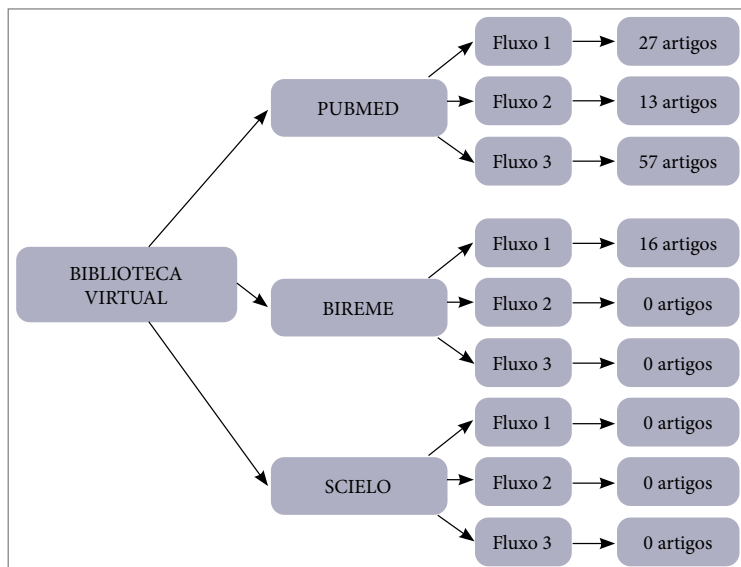 BIBLIOTECA
VIRTUAL
PUBMED
Fluxo 1
27 artigos
Fluxo 2
13 artigos
Fluxo 3
57 artigos
BIREME
Fluxo 1
16 artigos
Fluxo 2
0 artigos
Fluxo 3
0 artigos
SCIELO
Fluxo 1
0 artigos
Fluxo 2
0 artigos
Fluxo 3
0 artigos